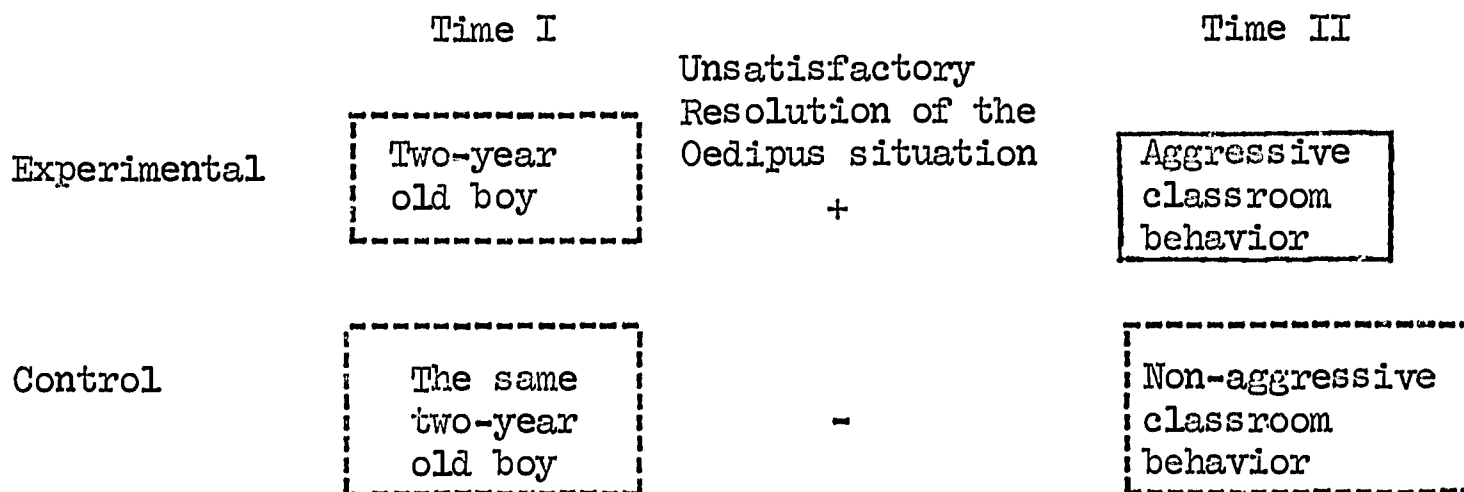 Time I Time II
Unsatisfactory
Resolution of the
Oedipus situation
Experimental
Two-year
old boy
+
Aggressive
classroom
behavior
Control
The same
two-year
old boy
-
Non-aggressive
classroom
behavior